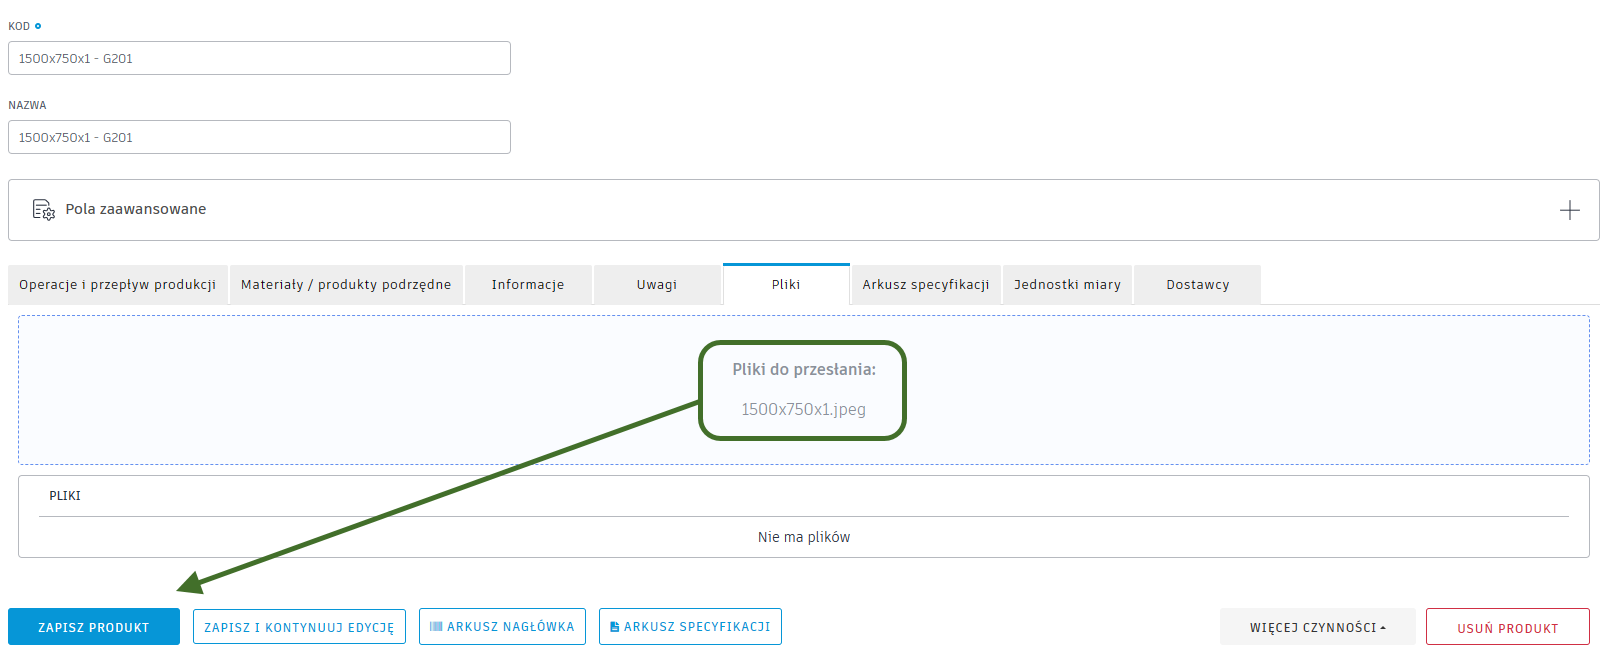 KOD
1500x750x1 - G201
NAZWA
1500x750x1 - G201
Pola zaawansowane
Operacje i przepływ produkcji Materiały / produkty podrzędne Informacje Uwagi Pliki Arkusz specyfikacji Jednostki miary Dostawcy
Pliki do przesłania:
1500x750x1.jpeg
PLIKI
Nie ma plików
ZAPISZ PRODUKT ZAPISZ I KONTYNUUJ EDYCJĘ ARKUSZ NAGŁÓWKA ARKUSZ SPECYFIKACJI WIĘCEJ CZYNNOŚCI USUŃ PRODUKT